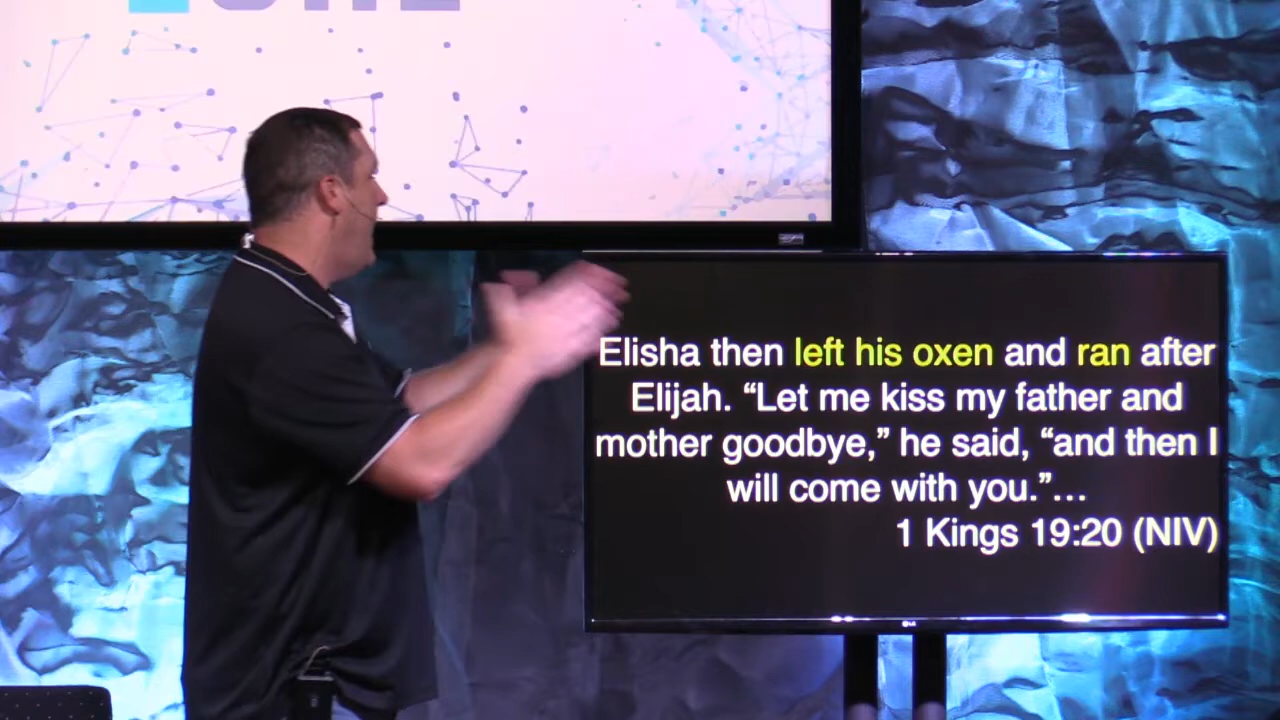 Elisha then left his oxen and ran after
Elijah. “Let me kiss my father and
mother goodbye,” he said, “and then I
will come with you.”...
1 Kings 19:20 (NIV)
LG